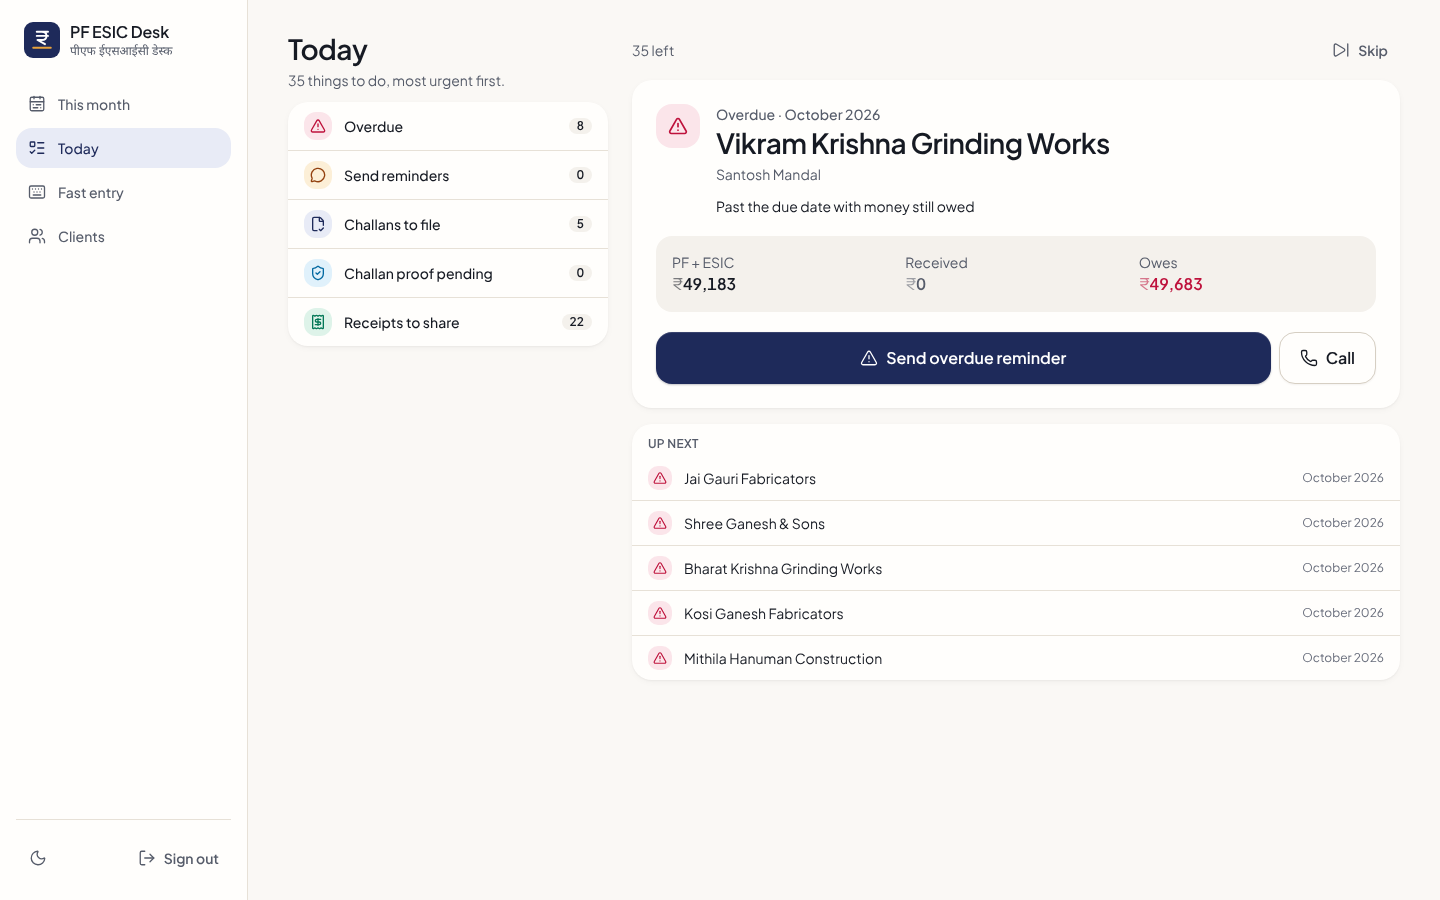 PF ESIC Desk
पीएफ ईएसआईसी डेस्क
This month
Today
Fast entry
Clients
Sign out
Today
35 things to do, most urgent first.
Overdue 8
Send reminders 0
Challans to file 5
Challan proof pending 0
Receipts to share 22
35 left
Skip
Overdue · October 2026
Vikram Krishna Grinding Works
Santosh Mandal
Past the due date with money still owed
PF + ESIC Received Owes
₹49,183 ₹0 ₹49,683
Send overdue reminder
Call
UP NEXT
Jai Gauri Fabricators October 2026
Shree Ganesh & Sons October 2026
Bharat Krishna Grinding Works October 2026
Kosi Ganesh Fabricators October 2026
Mithila Hanuman Construction October 2026